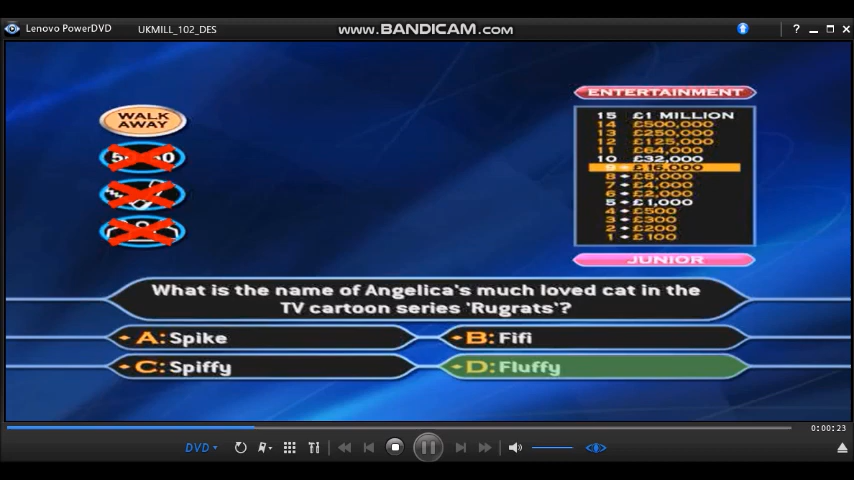 Lenovo PowerDVD
UKMILL_102_DES
www.BANDICAM.com
?
WALK
AWAY
ENTERTAINMENT
15 £1 MILLION
14 £500,000
13 £250,000
12 £125,000
11 £64,000
10 £32,000
9 £16,000
8 £8,000
7 £4,000
6 £2,000
5 £1,000
4 £500
3 £300
2 £200
1 £100
JUNIOR
What is the name of Angelica's much loved cat in the
TV cartoon series 'Rugrats'?
A: Spike
B: Fifi
C: Spiffy
D: Fluffy
0:00:23
DVD